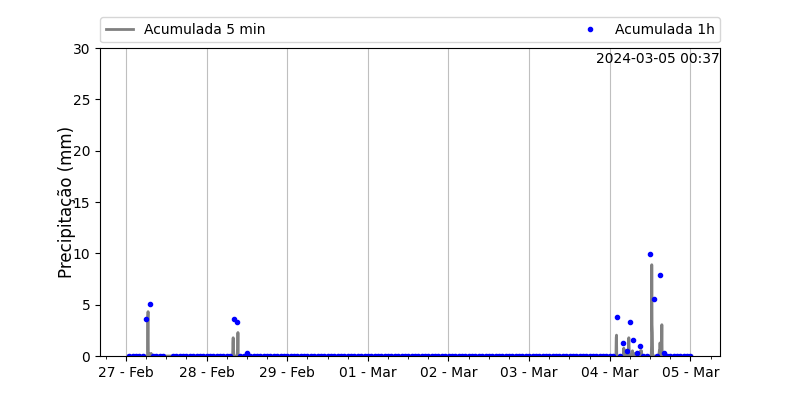 Acumulada 5 min
Acumulada 1h
2024-03-05 00:37
Precipitação (mm)
30
25
20
15
10
5
0
27 - Feb
28 - Feb
29 - Feb
01 - Mar
02 - Mar
03 - Mar
04 - Mar
05 - Mar